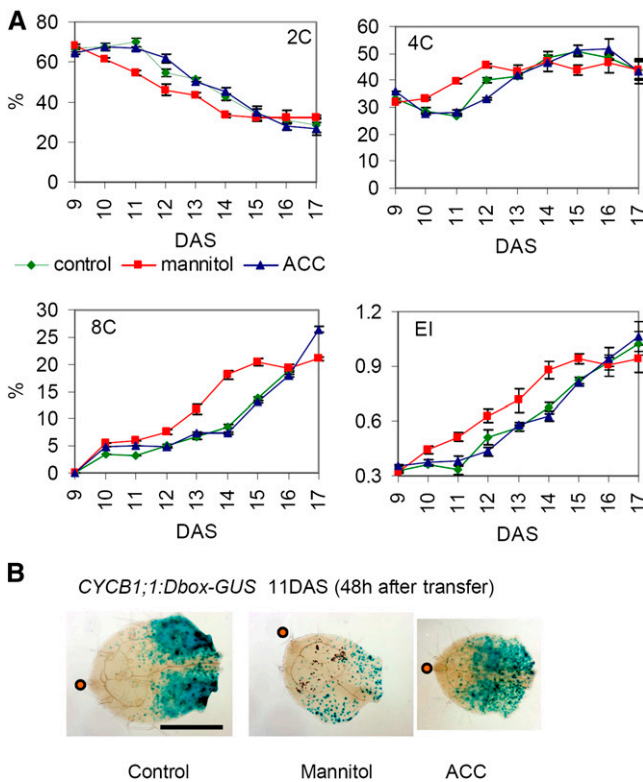 A
2C
80
60
40
20
0
%
9 10 11 12 13 14 15 16 17
DAS
4C
60
50
40
30
20
10
0
9 10 11 12 13 14 15 16 17
DAS
control mannitol ACC
8C
30
25
20
15
10
5
0
%
9 10 11 12 13 14 15 16 17
DAS
EI
1.2
0.9
0.6
0.3
9 10 11 12 13 14 15 16 17
DAS
B
CYCB1;1:Dbox-GUS 11DAS (48h after transfer)
Control Mannitol ACC